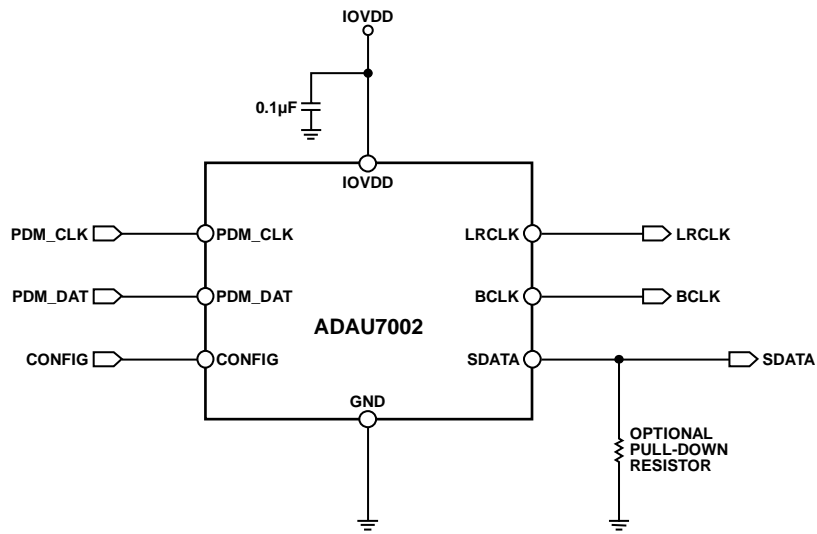 IOVDD
0.1µF
IOVDD
PDM_CLK
PDM_CLK
LRCLK
LRCLK
PDM_DAT
PDM_DAT
BCLK
BCLK
ADAU7002
CONFIG
CONFIG
SDATA
SDATA
GND
OPTIONAL
PULL-DOWN
RESISTOR